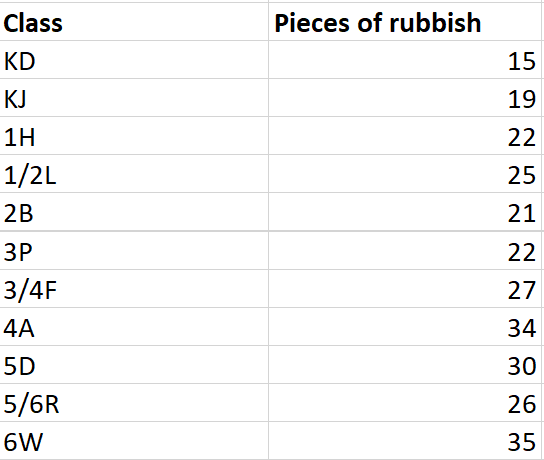 Class Pieces of rubbish
KD 15
KJ 19
1H 22
1/2L 25
2B 21
3P 22
3/4F 27
4A 34
5D 30
5/6R 26
6W 35